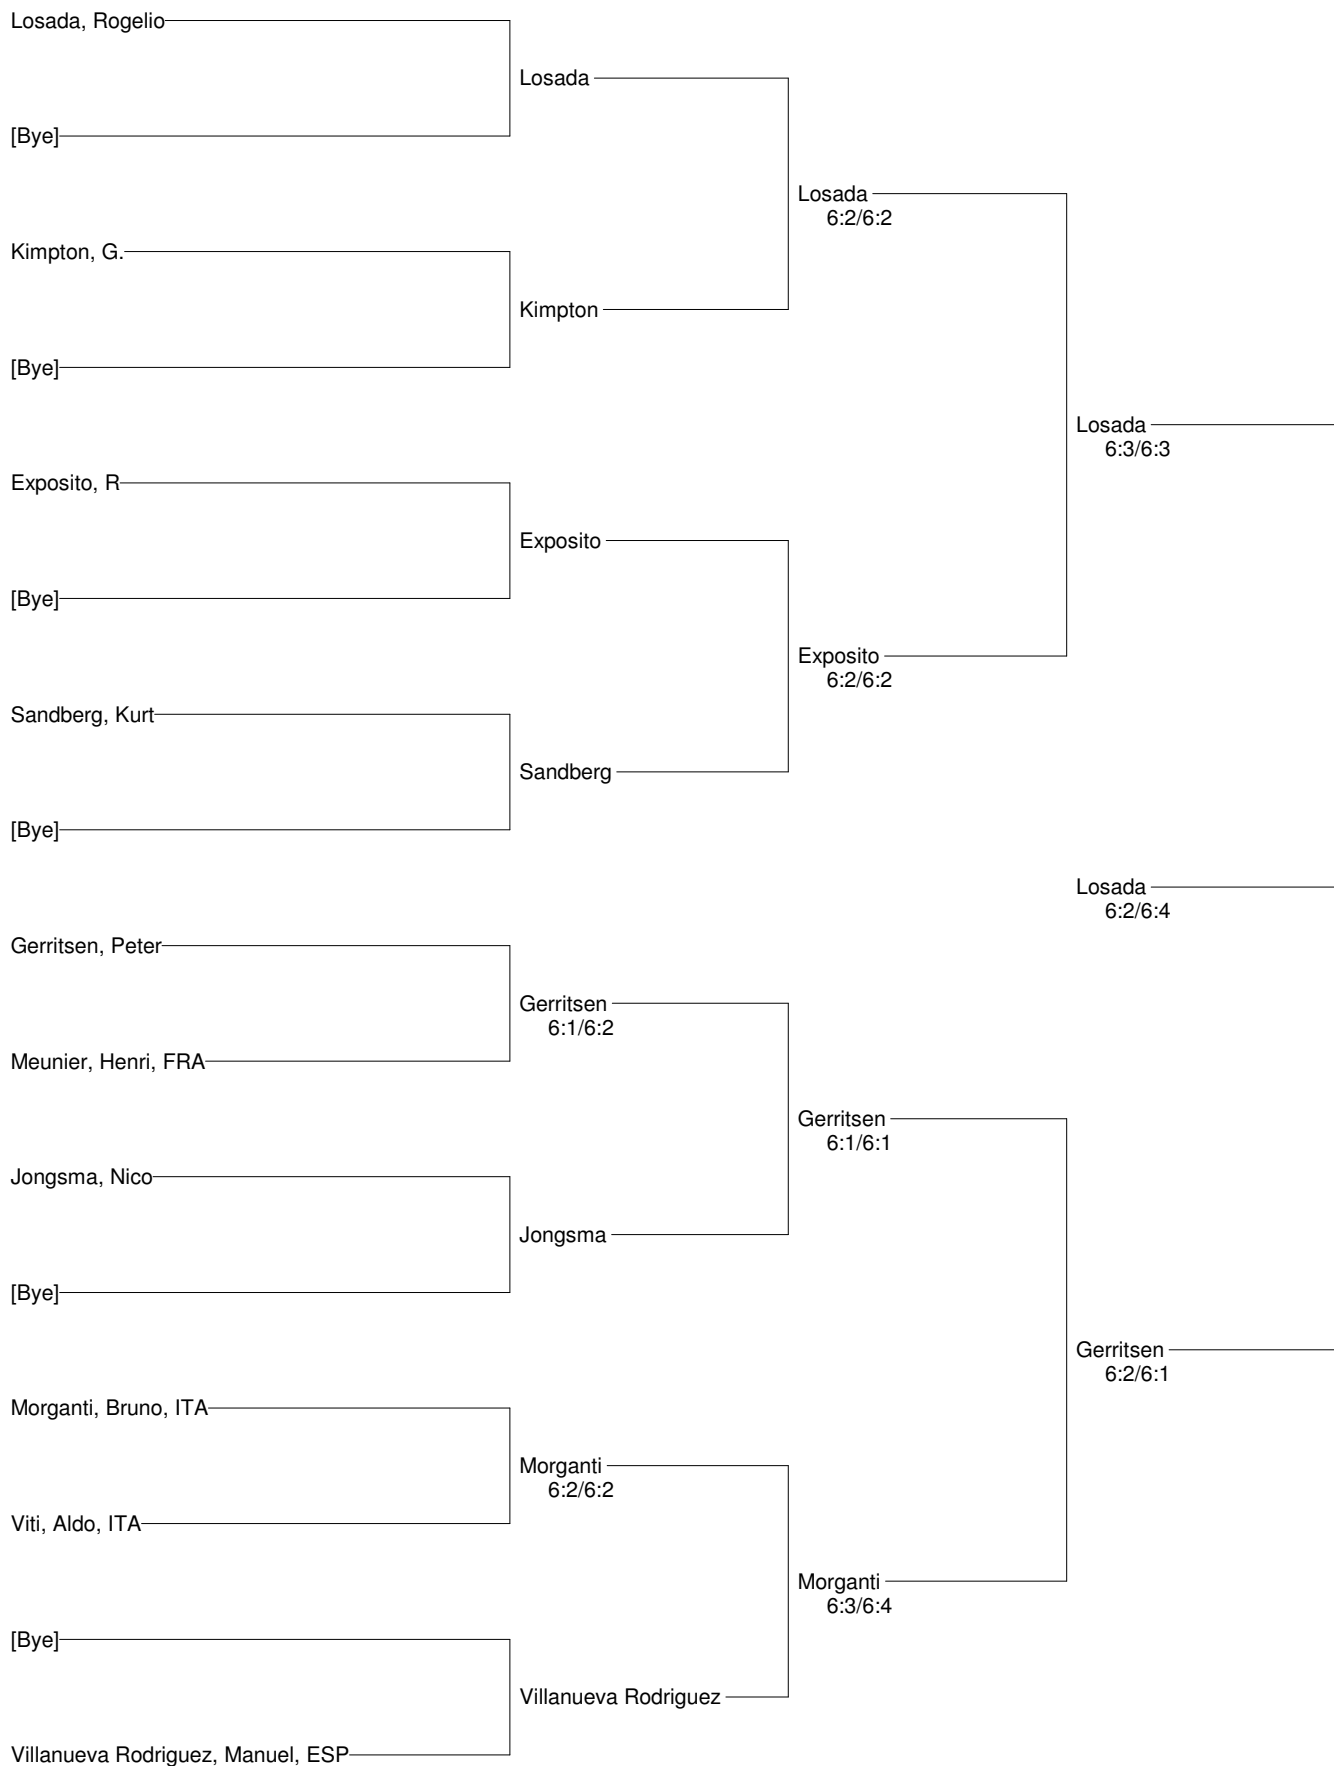 Losada, Rogelio
Losada
[Bye]
Losada
6:2/6:2
Kimpton, G.
Kimpton
[Bye]
Losada
6:3/6:3
Exposito, R
Exposito
[Bye]
Exposito
6:2/6:2
Sandberg, Kurt
Sandberg
[Bye]
Losada
6:2/6:4
Gerritsen, Peter
Gerritsen
6:1/6:2
Meunier, Henri, FRA
Gerritsen
6:1/6:1
Jongsma, Nico
Jongsma
[Bye]
Gerritsen
6:2/6:1
Morganti, Bruno, ITA
Morganti
6:2/6:2
Viti, Aldo, ITA
Morganti
6:3/6:4
[Bye]
Villanueva Rodriguez
Villanueva Rodriguez, Manuel, ESP